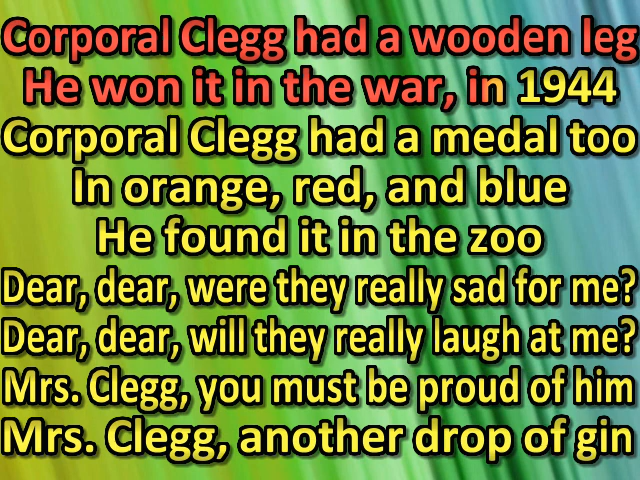 Corporal Clegg had a wooden leg
He won it in the war, in 1944
Corporal Clegg had a medal too
In orange, red, and blue
He found it in the zoo
Dear, dear, were they really sad for me?
Dear, dear, will they really laugh at me?
Mrs. Clegg, you must be proud of him
Mrs. Clegg, another drop of gin